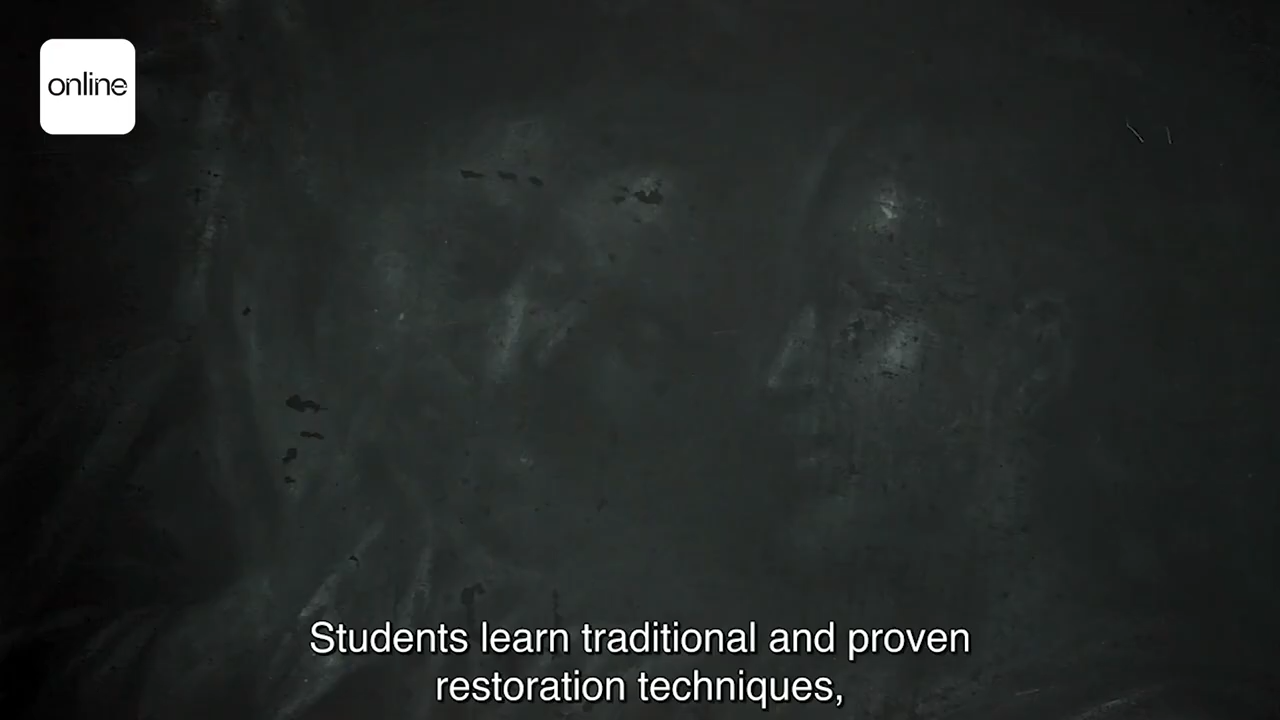 online
Students learn traditional and proven
restoration techniques,